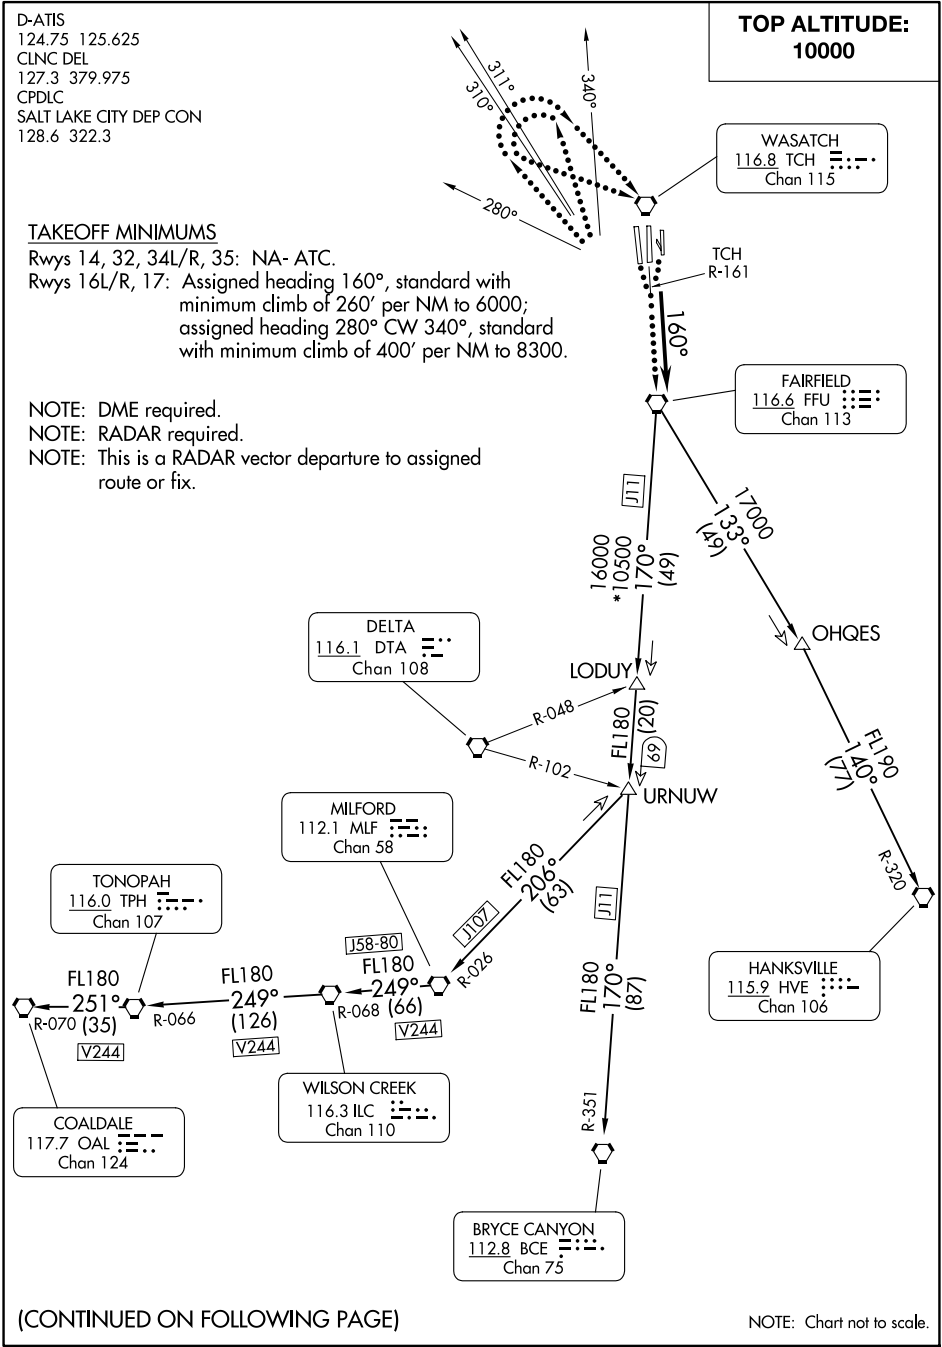 D-ATIS
124.75 125.625
CLNC DEL
127.3 379.975
CPDLC
SALT LAKE CITY DEP CON
128.6 322.3
TOP ALTITUDE:
10000
311°
310°
340°
280°
WASATCH
116.8 TCH
Chan 115
TAKEOFF MINIMUMS
Rwys 14, 32, 34L/R, 35: NA- ATC.
Rwys 16L/R, 17: Assigned heading 160°, standard with
minimum climb of 260' per NM to 6000;
assigned heading 280° CW 340°, standard
with minimum climb of 400' per NM to 8300.
TCH
R-161
160°
NOTE: DME required.
NOTE: RADAR required.
NOTE: This is a RADAR vector departure to assigned
route or fix.
FAIRFIELD
116.6 FFU
Chan 113
J11
16000
*10500
170°
(49)
17000
133°
(49)
OHQES
DELTA
116.1 DTA
Chan 108
LODUY
R-048
R-102
FL180
(20)
69
URNUW
FL190
140°
(77)
R-320
MILFORD
112.1 MLF
Chan 58
FL180
206°
(63)
J107
R-026
J11
FL180
170°
(87)
R-351
TONOPAH
116.0 TPH
Chan 107
J58-80
FL180
249°
(66)
R-068
V244
FL180
249°
(126)
R-066
V244
FL180
251°
(35)
R-070
V244
HANKSVILLE
115.9 HVE
Chan 106
WILSON CREEK
116.3 ILC
Chan 110
COALDALE
117.7 OAL
Chan 124
BRYCE CANYON
112.8 BCE
Chan 75
(CONTINUED ON FOLLOWING PAGE)
NOTE: Chart not to scale.